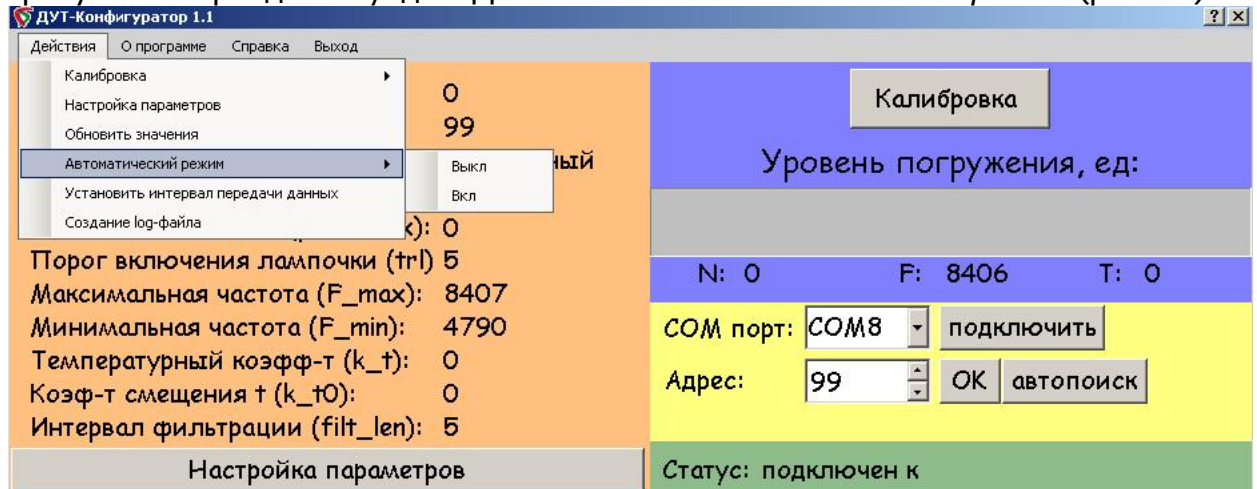 ДУТ-Конфигуратор 1.1
Действия О программе Справка Выход
Калибровка
Настройка параметров
Обновить значения
Автоматический режим
Установить интервал передачи данных
Создание log-файла
Выкл
Вкл
0
99
ный
): 0
Порог включения лампочки (trl) 5
Максимальная частота (F_max): 8407
Минимальная частота (F_min): 4790
Температурный коэфф-т (k_t): 0
Коэф-т смещения t (k_t0): 0
Интервал фильтрации (filt_len): 5
Настройка параметров
Калибровка
Уровень погружения, ед:
N: 0 F: 8406 T: 0
COM порт: COM8 подключить
Адрес: 99 OK автопоиск
Статус: подключен к